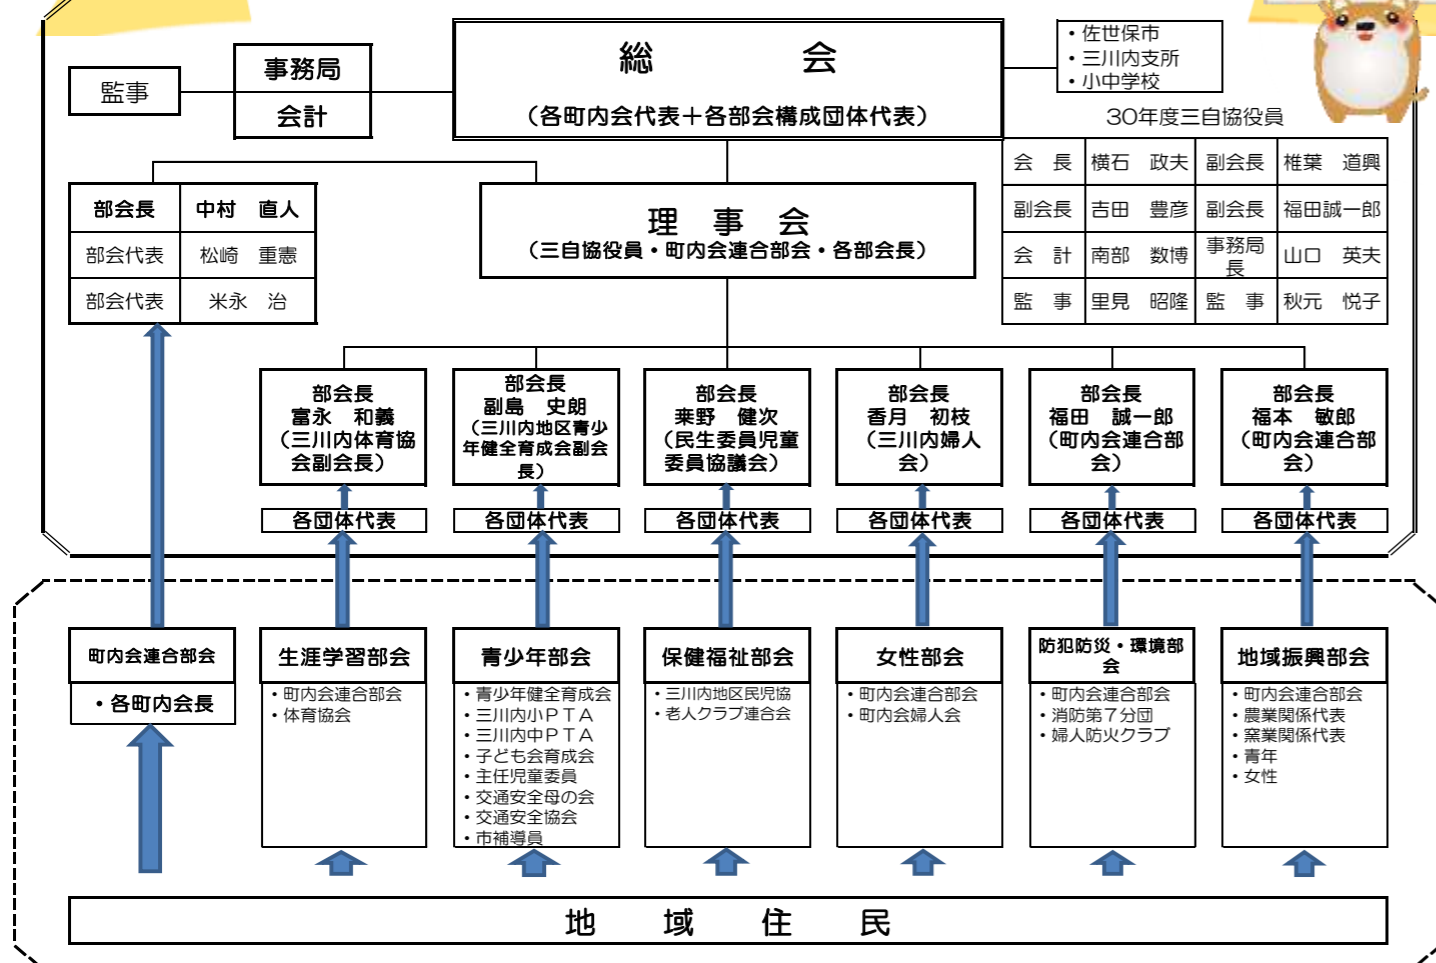 総　会
（各町内会代表＋各部会構成団体代表）
監事
事務局
会計
・佐世保市
・三川内支所
・小中学校
30年度三自協役員
会　長　横石　政夫　副会長　椎葉　道興
副会長　吉田　豊彦　副会長　福田誠一郎
会　計　南部　数博　事務局長　山口　英夫
監　事　里見　昭隆　監　事　秋元　悦子
部会長　中村　直人
部会代表　松崎　重憲
部会代表　米永　治
理　事　会
（三自協役員・町内会連合部会・各部会長）
部会長
富永　和義
（三川内体育協
会副会長）
部会長
副島　史朗
（三川内地区青少
年健全育成会副会
長）
部会長
来野　健次
（民生委員児童
委員協議会）
部会長
香月　初枝
（三川内婦人
会）
部会長
福田　誠一郎
（町内会連合部
会）
部会長
福本　敏郎
（町内会連合部
会）
各団体代表
各団体代表
各団体代表
各団体代表
各団体代表
各団体代表
町内会連合部会
・各町内会長
生涯学習部会
・町内会連合部会
・体育協会
青少年部会
・青少年健全育成会
・三川内小ＰＴＡ
・三川内中ＰＴＡ
・子ども会育成会
・主任児童委員
・交通安全母の会
・交通安全協会
・市補導員
保健福祉部会
・三川内地区民児協
・老人クラブ連合会
女性部会
・町内会連合部会
・町内会婦人会
防犯防災・環境部
会
・町内会連合部会
・消防第７分団
・婦人防火クラブ
地域振興部会
・町内会連合部会
・農業関係代表
・窯業関係代表
・青年
・女性
地　域　住　民